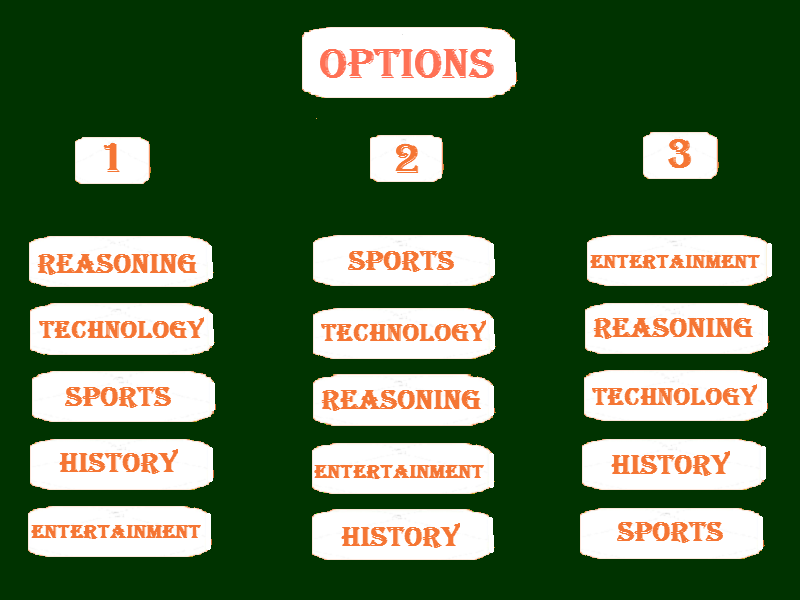 OPTIONS
1
2
3
REASONING
SPORTS
ENTERTAINMENT
TECHNOLOGY
TECHNOLOGY
REASONING
SPORTS
REASONING
TECHNOLOGY
HISTORY
ENTERTAINMENT
HISTORY
ENTERTAINMENT
HISTORY
SPORTS